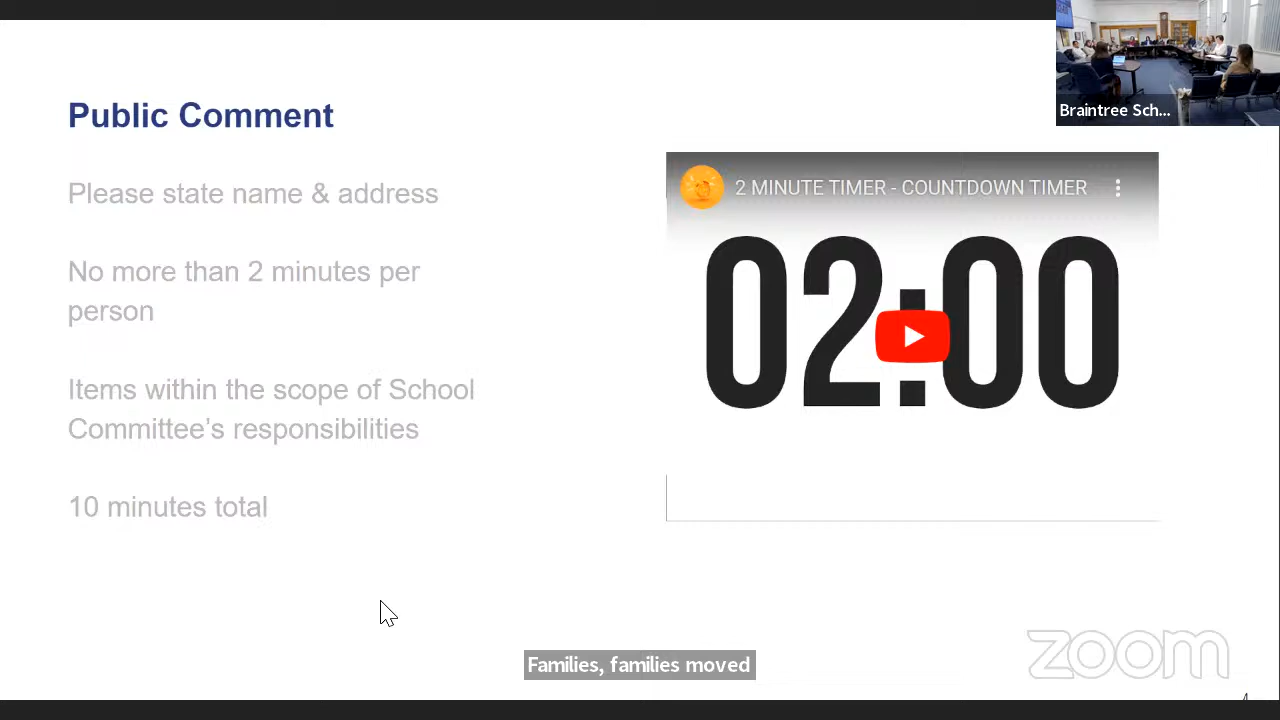 Braintree Sch...
Public Comment
Please state name & address
No more than 2 minutes per
person
Items within the scope of School
Committee's responsibilities
10 minutes total
2 MINUTE TIMER - COUNTDOWN TIMER
02:00
Families, families moved
zoom
4